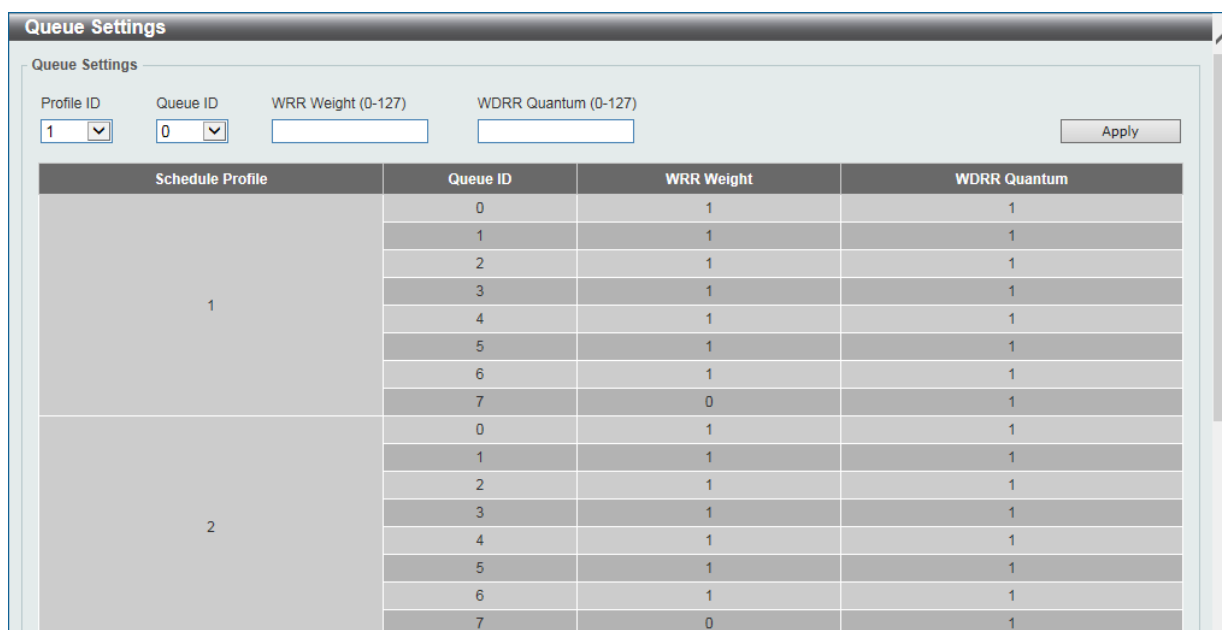 Queue Settings
Queue Settings
Profile ID Queue ID WRR Weight (0-127) WDRR Quantum (0-127)
1 0 Apply
Schedule Profile Queue ID WRR Weight WDRR Quantum
0 1 1
1 1 1
2 1 1
3 1 1
1
4 1 1
5 1 1
6 1 1
7 0 1
0 1 1
1 1 1
2 1 1
3 1 1
2
4 1 1
5 1 1
6 1 1
7 0 1